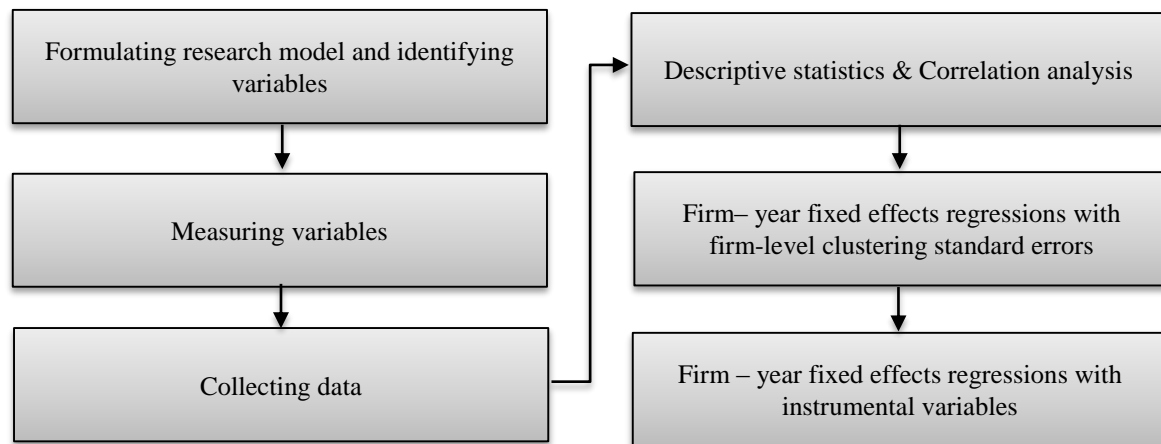 Formulating research model and identifying
variables
Measuring variables
Collecting data
Descriptive statistics & Correlation analysis
Firm– year fixed effects regressions with
firm-level clustering standard errors
Firm – year fixed effects regressions with
instrumental variables